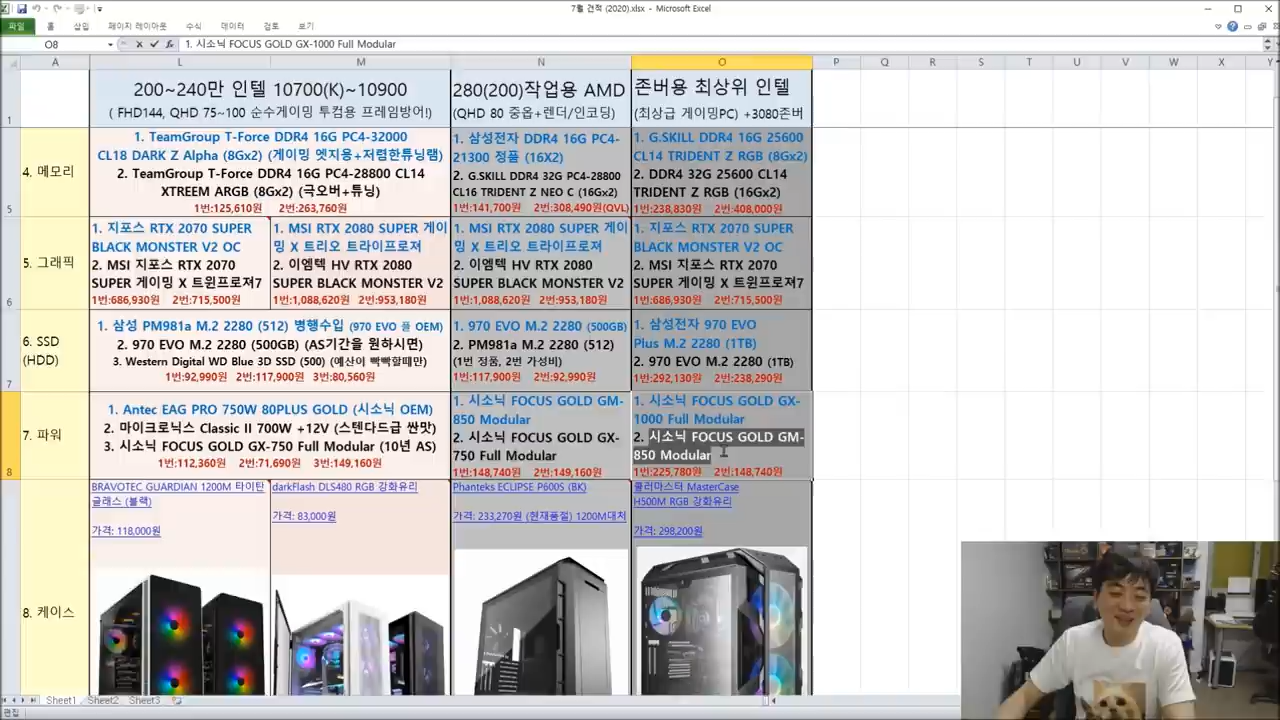 7월 견적 (2020).xlsx - Microsoft Excel
파일 홈 삽입 페이지 레이아웃 수식 데이터 검토 보기
O8
1. 시소닉 FOCUS GOLD GX-1000 Full Modular
A L M N O P Q R S T U V W X Y
1
200~240만 인텔 10700(K)~10900
( FHD144, QHD 75~100 순수게이밍 투컴용 프레임방어!)
280(200)작업용 AMD
(QHD 80 중옵+렌더/인코딩)
존버용 최상위 인텔
(최상급 게이밍PC) +3080존버
4. 메모리
5
1. TeamGroup T-Force DDR4 16G PC4-32000
CL18 DARK Z Alpha (8Gx2) (게이밍 엣지용+저렴한튜닝램)
2. TeamGroup T-Force DDR4 16G PC4-28800 CL14
XTREEM ARGB (8Gx2) (극오버+튜닝)
1번:125,610원 2번:263,760원
1. 삼성전자 DDR4 16G PC4-
21300 정품 (16X2)
2. G.SKILL DDR4 32G PC4-28800
CL16 TRIDENT Z NEO C (16Gx2)
1번:141,700원 2번:308,490원(QVL)
1. G.SKILL DDR4 16G 25600
CL14 TRIDENT Z RGB (8Gx2)
2. DDR4 32G 25600 CL14
TRIDENT Z RGB (16Gx2)
1번:238,830원 2번:408,000원
5. 그래픽
6
1. 지포스 RTX 2070 SUPER
BLACK MONSTER V2 OC
2. MSI 지포스 RTX 2070
SUPER 게이밍 X 트윈프로져7
1번:686,930원 2번:715,500원
1. MSI RTX 2080 SUPER 게이
밍 X 트리오 트라이프로져
2. 이엠텍 HV RTX 2080
SUPER BLACK MONSTER V2
1번:1,088,620원 2번:953,180원
1. MSI RTX 2080 SUPER 게이
밍 X 트리오 트라이프로져
2. 이엠텍 HV RTX 2080
SUPER BLACK MONSTER V2
1번:1,088,620원 2번:953,180원
1. 지포스 RTX 2070 SUPER
BLACK MONSTER V2 OC
2. MSI 지포스 RTX 2070
SUPER 게이밍 X 트윈프로져7
1번:686,930원 2번:715,500원
6. SSD
(HDD)
7
1. 삼성 PM981a M.2 2280 (512) 병행수입 (970 EVO 플 OEM)
2. 970 EVO M.2 2280 (500GB) (AS기간을 원하시면)
3. Western Digital WD Blue 3D SSD (500) (예산이 빡빡할때만)
1번:92,990원 2번:117,900원 3번:80,560원
1. 970 EVO M.2 2280 (500GB)
2. PM981a M.2 2280 (512)
(1번 정품, 2번 가성비)
1번:117,900원 2번:92,990원
1. 삼성전자 970 EVO
Plus M.2 2280 (1TB)
2. 970 EVO M.2 2280 (1TB)
1번:292,130원 2번:238,290원
7. 파워
8
1. Antec EAG PRO 750W 80PLUS GOLD (시소닉 OEM)
2. 마이크로닉스 Classic II 700W +12V (스텐다드급 싼맛)
3. 시소닉 FOCUS GOLD GX-750 Full Modular (10년 AS)
1번:112,360원 2번:71,690원 3번:149,160원
1. 시소닉 FOCUS GOLD GM-
850 Modular
2. 시소닉 FOCUS GOLD GX-
750 Full Modular
1번:148,740원 2번:149,160원
1. 시소닉 FOCUS GOLD GX-
1000 Full Modular
2. 시소닉 FOCUS GOLD GM-
850 Modular
1번:225,780원 2번:148,740원
8. 케이스
BRAVOTEC GUARDIAN 1200M 타이탄
글래스 (블랙)
가격: 118,000원
darkFlash DLS480 RGB 강화유리
가격: 83,000원
Phanteks ECLIPSE P600S (BK)
가격: 233,270원 (현재품절) 1200M대처
쿨러마스터 MasterCase
H500M RGB 강화유리
가격: 298,200원
Sheet1 Sheet2 Sheet3
편집